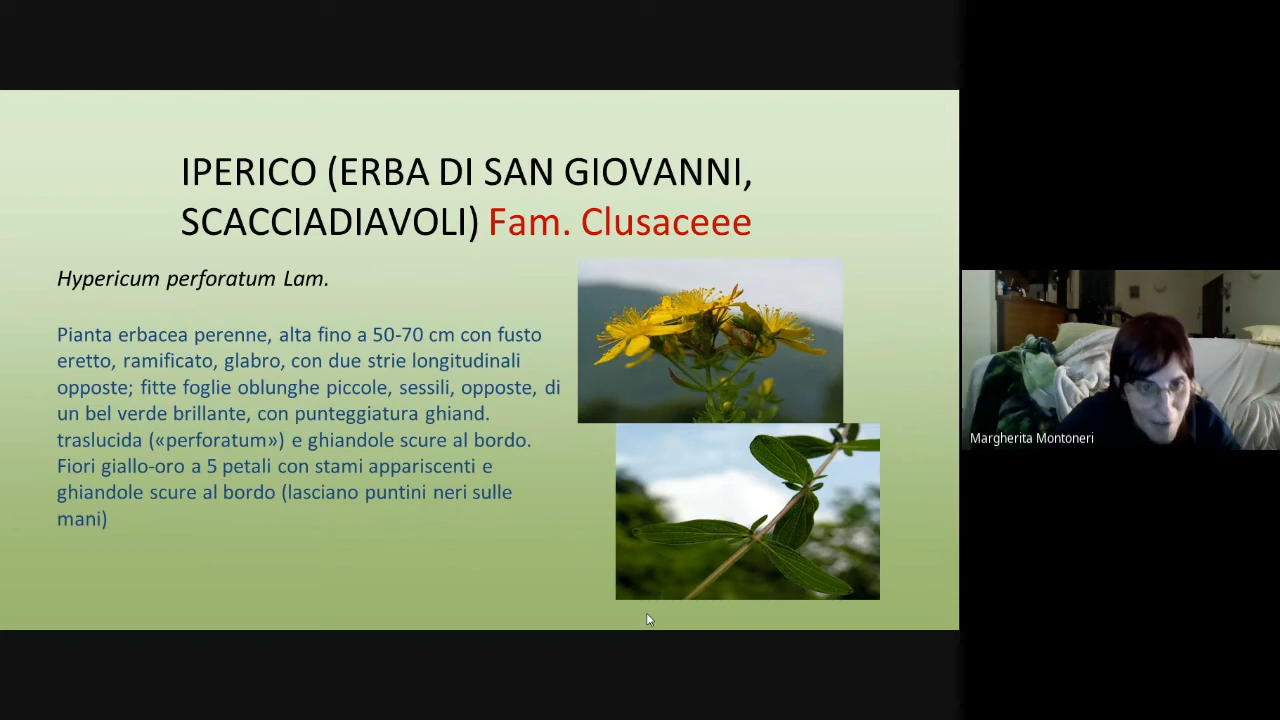 IPERICO (ERBA DI SAN GIOVANNI,
SCACCIADIAVOLI) Fam. Clusaceee
Hypericum perforatum Lam.
Pianta erbacea perenne, alta fino a 50-70 cm con fusto
eretto, ramificato, glabro, con due strie longitudinali
opposte; fitte foglie oblunghe piccole, sessili, opposte, di
un bel verde brillante, con punteggiatura ghiand.
traslucida («perforatum») e ghiandole scure al bordo.
Fiori giallo-oro a 5 petali con stami appariscenti e
ghiandole scure al bordo (lasciano puntini neri sulle
mani)
Margherita Montoneri